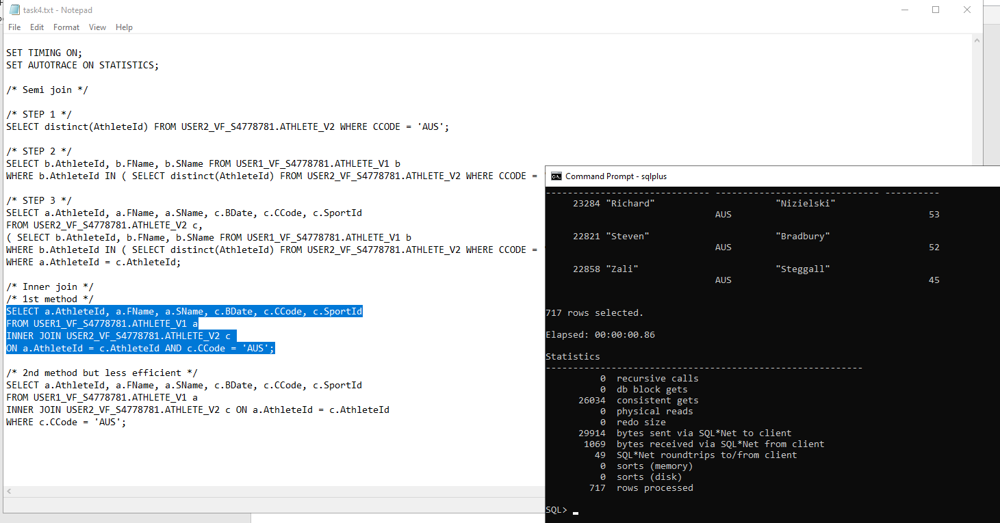 task4.txt - Notepad
File Edit Format View Help
SET TIMING ON;
SET AUTOTRACE ON STATISTICS;
/* Semi join */
/* STEP 1 */
SELECT distinct(AthleteId) FROM USER2_VF_S4778781.ATHLETE_V2 WHERE CCODE = 'AUS';
/* STEP 2 */
SELECT b.AthleteId, b.FName, b.SName FROM USER1_VF_S4778781.ATHLETE_V1 b
WHERE b.AthleteId IN ( SELECT distinct(AthleteId) FROM USER2_VF_S4778781.ATHLETE_V2 WHERE CCODE =
/* STEP 3 */
SELECT a.AthleteId, a.FName, a.SName, c.BDate, c.CCode, c.SportId
FROM USER2_VF_S4778781.ATHLETE_V2 c,
( SELECT b.AthleteId, b.FName, b.SName FROM USER1_VF_S4778781.ATHLETE_V1 b
WHERE b.AthleteId IN ( SELECT distinct(AthleteId) FROM USER2_VF_S4778781.ATHLETE_V2 WHERE CCODE =
WHERE a.AthleteId = c.AthleteId;
/* Inner join */
/* 1st method */
SELECT a.AthleteId, a.FName, a.SName, c.BDate, c.CCode, c.SportId
FROM USER1_VF_S4778781.ATHLETE_V1 a
INNER JOIN USER2_VF_S4778781.ATHLETE_V2 c
ON a.AthleteId = c.AthleteId AND c.CCode = 'AUS';
/* 2nd method but less efficient */
SELECT a.AthleteId, a.FName, a.SName, c.BDate, c.CCode, c.SportId
FROM USER1_VF_S4778781.ATHLETE_V1 a
INNER JOIN USER2_VF_S4778781.ATHLETE_V2 c ON a.AthleteId = c.AthleteId
WHERE c.CCode = 'AUS';
Command Prompt - sqlplus
------------------------------ ------------------------------ ----------
23284 "Richard" "Nizielski"
AUS 53
22821 "Steven" "Bradbury"
AUS 52
22858 "Zali" "Steggall"
AUS 45
717 rows selected.
Elapsed: 00:00:00.86
Statistics
----------------------------------------------------------
0 recursive calls
0 db block gets
26034 consistent gets
0 physical reads
0 redo size
29914 bytes sent via SQL*Net to client
1069 bytes received via SQL*Net from client
49 SQL*Net roundtrips to/from client
0 sorts (memory)
0 sorts (disk)
717 rows processed
SQL>